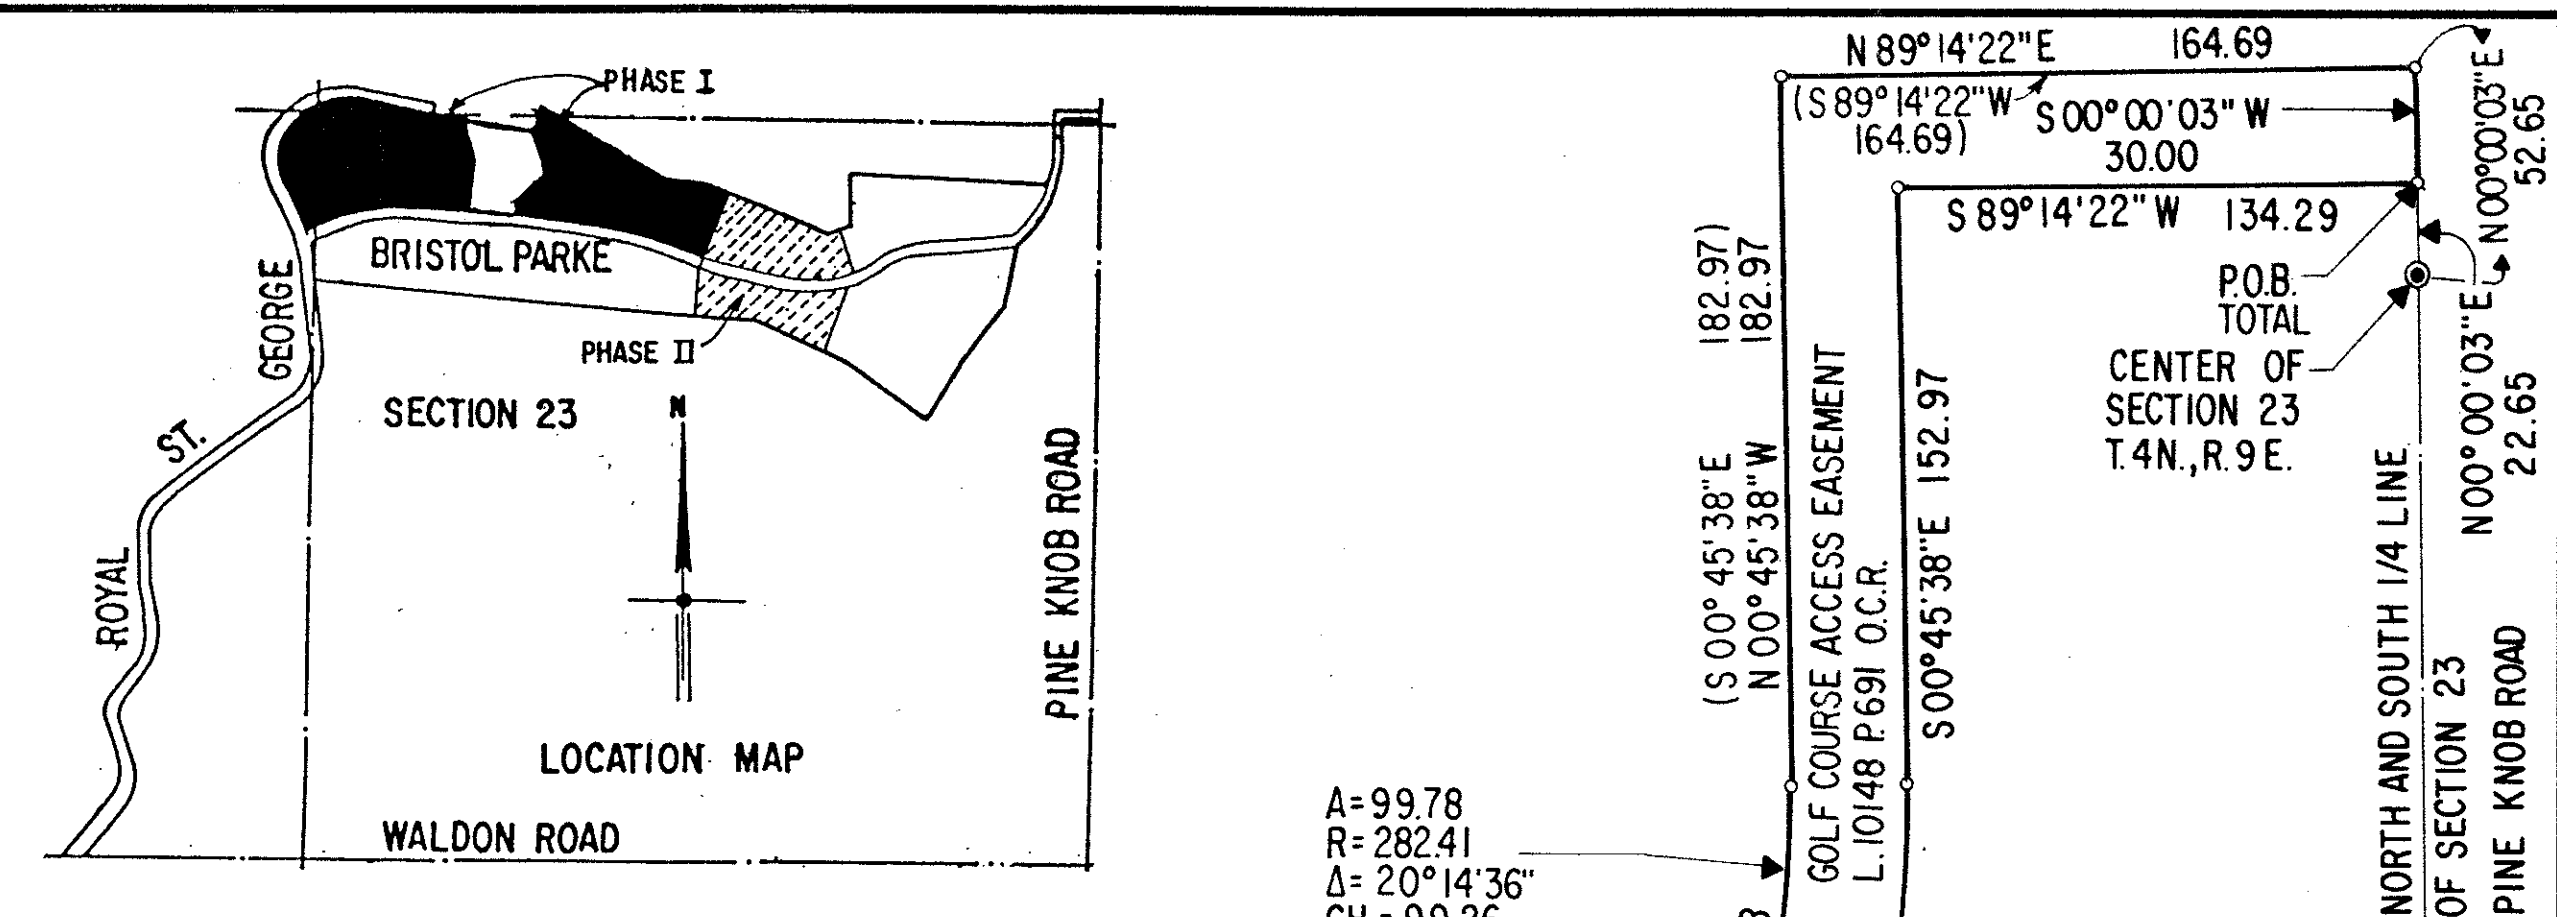 PHASE I
BRISTOL PARKE
PHASE II
GEORGE
ST.
ROYAL
SECTION 23
N
PINE KNOB ROAD
LOCATION MAP
WALDON ROAD
N 89°14'22"E 164.69
(S 89°14'22"W
164.69)
S 00°00'03" W
30.00
S 89°14'22" W 134.29
N00°00'03"E
52.65
P.O.B.
TOTAL
CENTER OF
SECTION 23
T.4N., R.9E.
N00°00'03"E
22.65
(S 00°45'38"E 182.97)
N 00°45'38"W 182.97
GOLF COURSE ACCESS EASEMENT
L.10148 P.691 O.C.R.
S00°45'38"E 152.97
NORTH AND SOUTH 1/4 LINE
OF SECTION 23
PINE KNOB ROAD
A=99.78
R=282.41
Δ= 20°14'36"